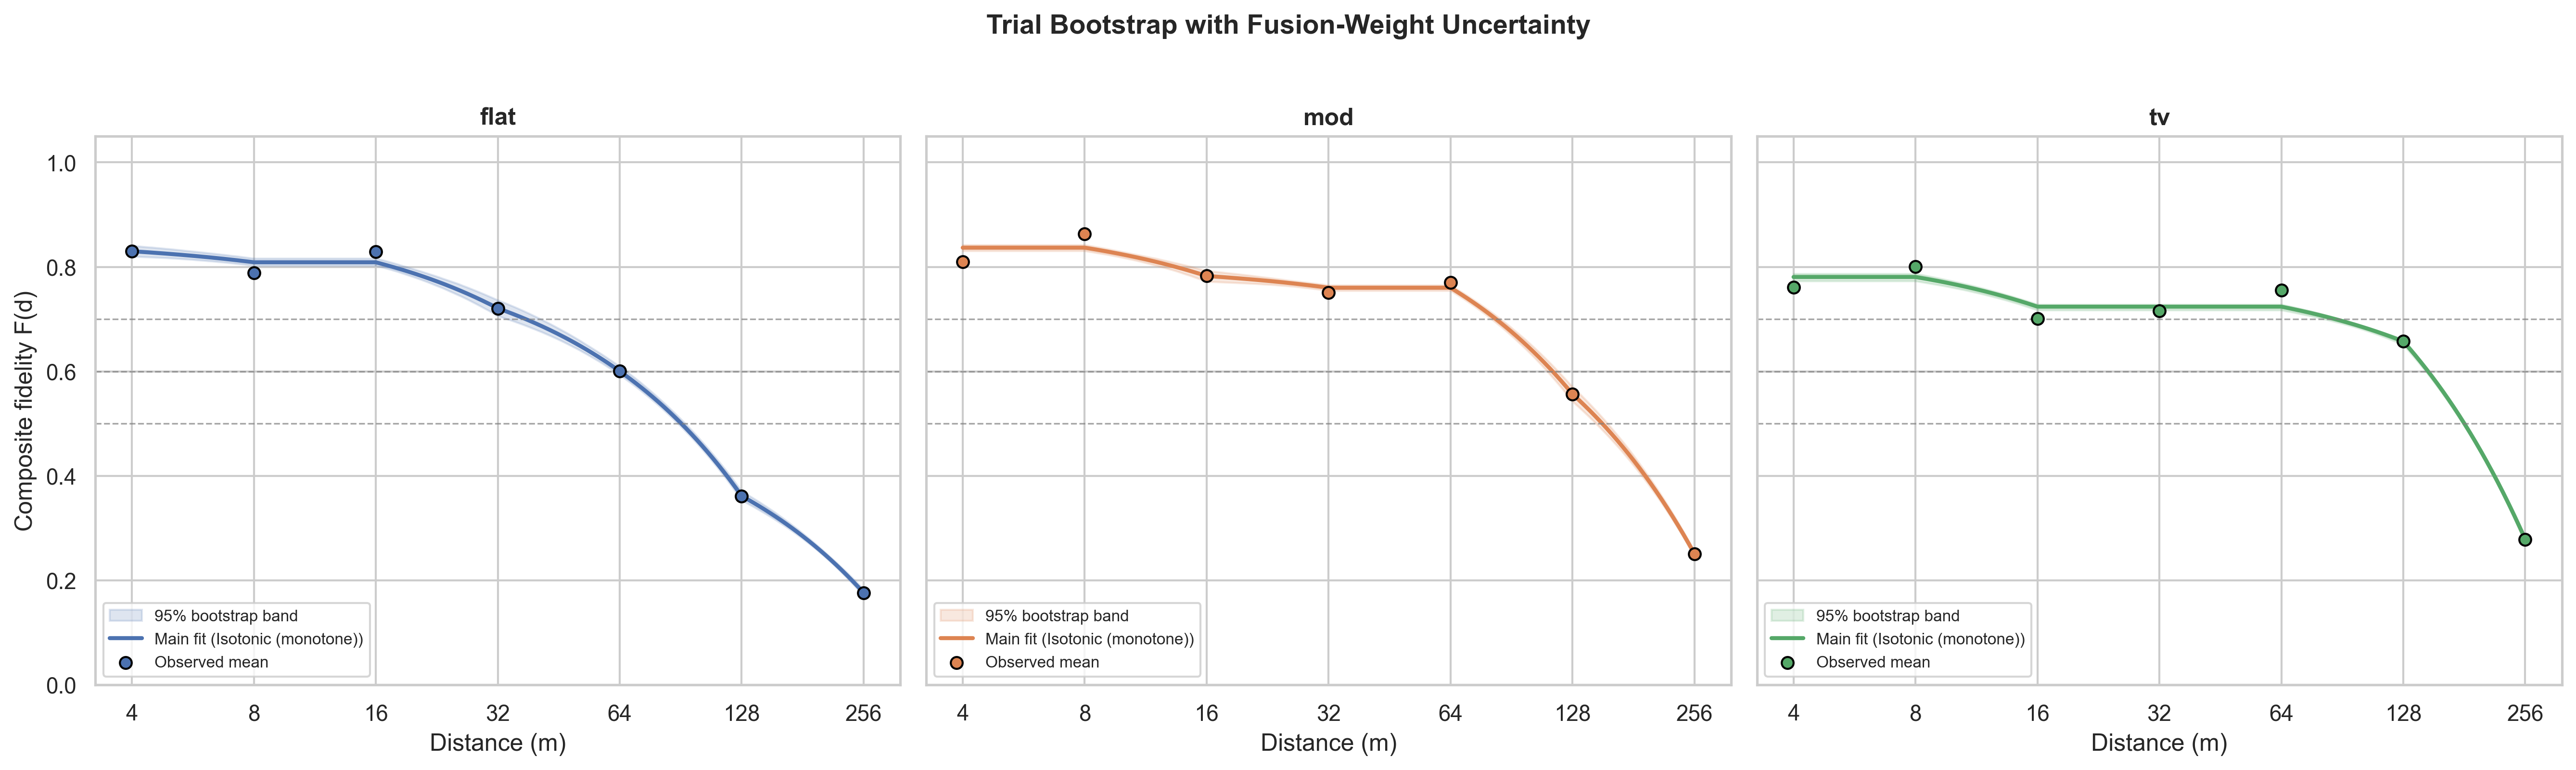 Trial Bootstrap with Fusion-Weight Uncertainty
flat
Composite fidelity F(d)
1.0
0.8
0.6
0.4
0.2
0.0
95% bootstrap band
Main fit (Isotonic (monotone))
Observed mean
4 8 16 32 64 128 256
Distance (m)
mod
95% bootstrap band
Main fit (Isotonic (monotone))
Observed mean
4 8 16 32 64 128 256
Distance (m)
tv
95% bootstrap band
Main fit (Isotonic (monotone))
Observed mean
4 8 16 32 64 128 256
Distance (m)